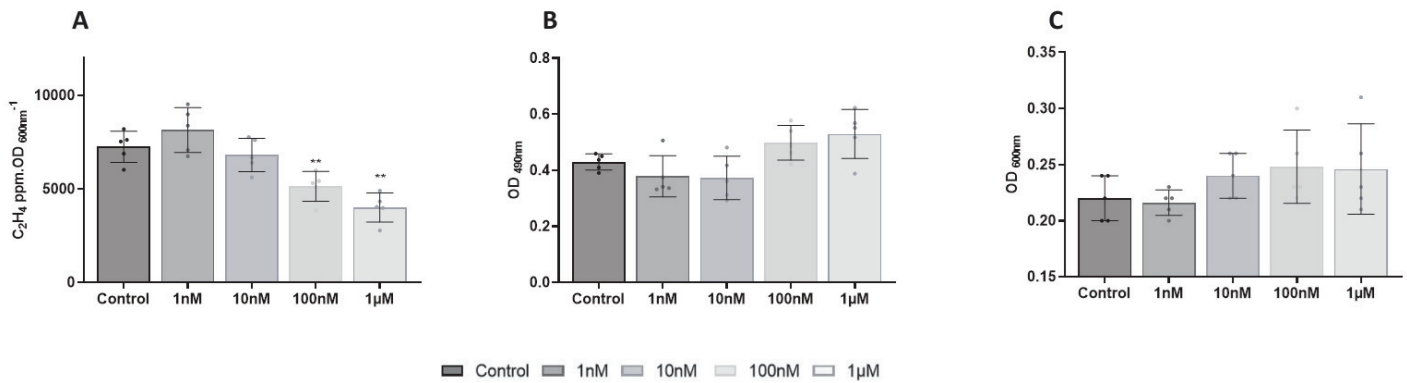 A
C2H4 ppm.OD 600nm-1
10000
5000
0
**
**
Control 1nM 10nM 100nM 1µM
B
OD 490nm
0.8
0.6
0.4
0.2
0.0
Control 1nM 10nM 100nM 1µM
C
OD 600nm
0.35
0.30
0.25
0.20
0.15
Control 1nM 10nM 100nM 1µM
Control 1nM 10nM 100nM 1µM